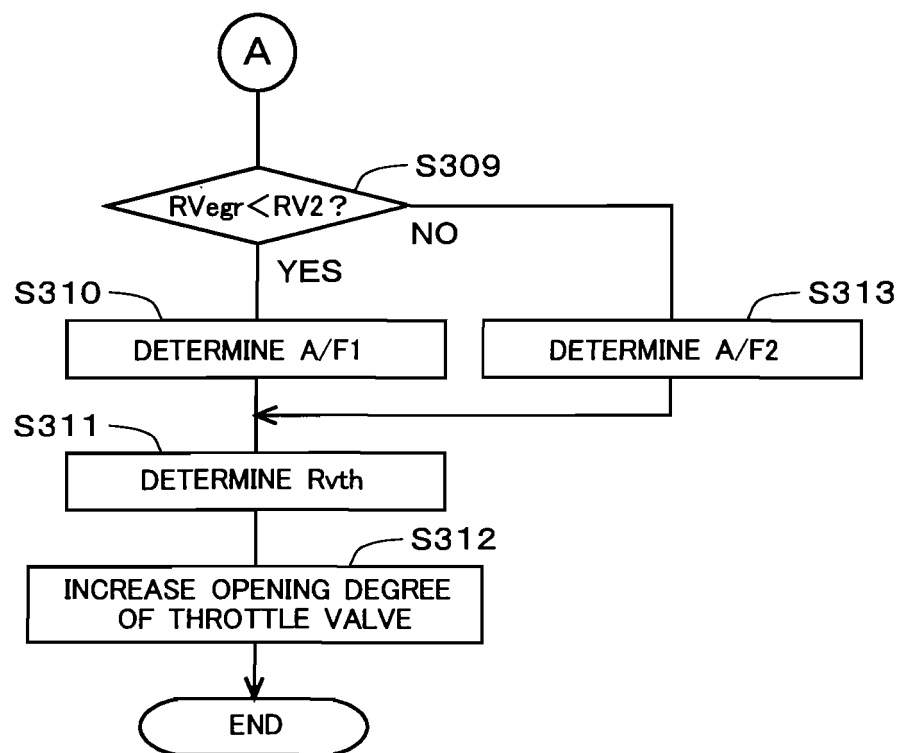 A
S309
RVegr<RV2?
NO
YES
S310
S313
DETERMINE A/F1
DETERMINE A/F2
S311
DETERMINE Rvth
S312
INCREASE OPENING DEGREE
OF THROTTLE VALVE
END